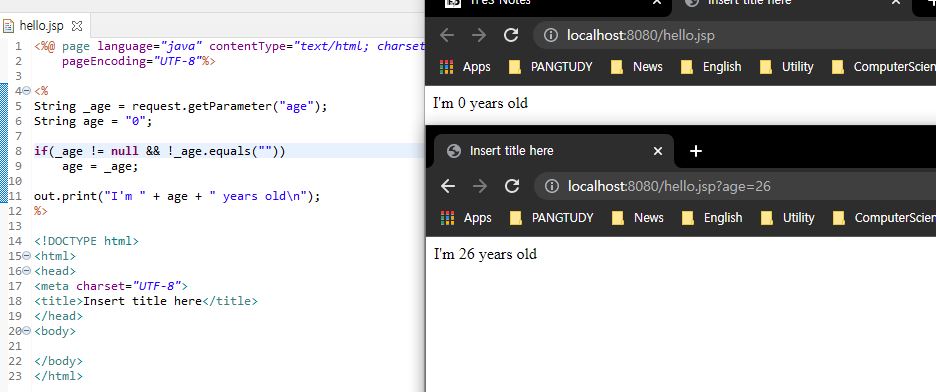 hello.jsp
1 <%@ page language="java" contentType="text/html; charset
2 pageEncoding="UTF-8"%>
3
4 <%
5 String _age = request.getParameter("age");
6 String age = "0";
7
8 if(_age != null && !_age.equals(""))
9 age = _age;
10
11 out.print("I'm " + age + " years old\n");
12 %>
13
14 <!DOCTYPE html>
15 <html>
16 <head>
17 <meta charset="UTF-8">
18 <title>Insert title here</title>
19 </head>
20 <body>
21
22 </body>
23 </html>
Notes Insert title here
localhost:8080/hello.jsp
Apps PANGTUDY News English Utility ComputerScien
I'm 0 years old
Insert title here
localhost:8080/hello.jsp?age=26
Apps PANGTUDY News English Utility ComputerScien
I'm 26 years old